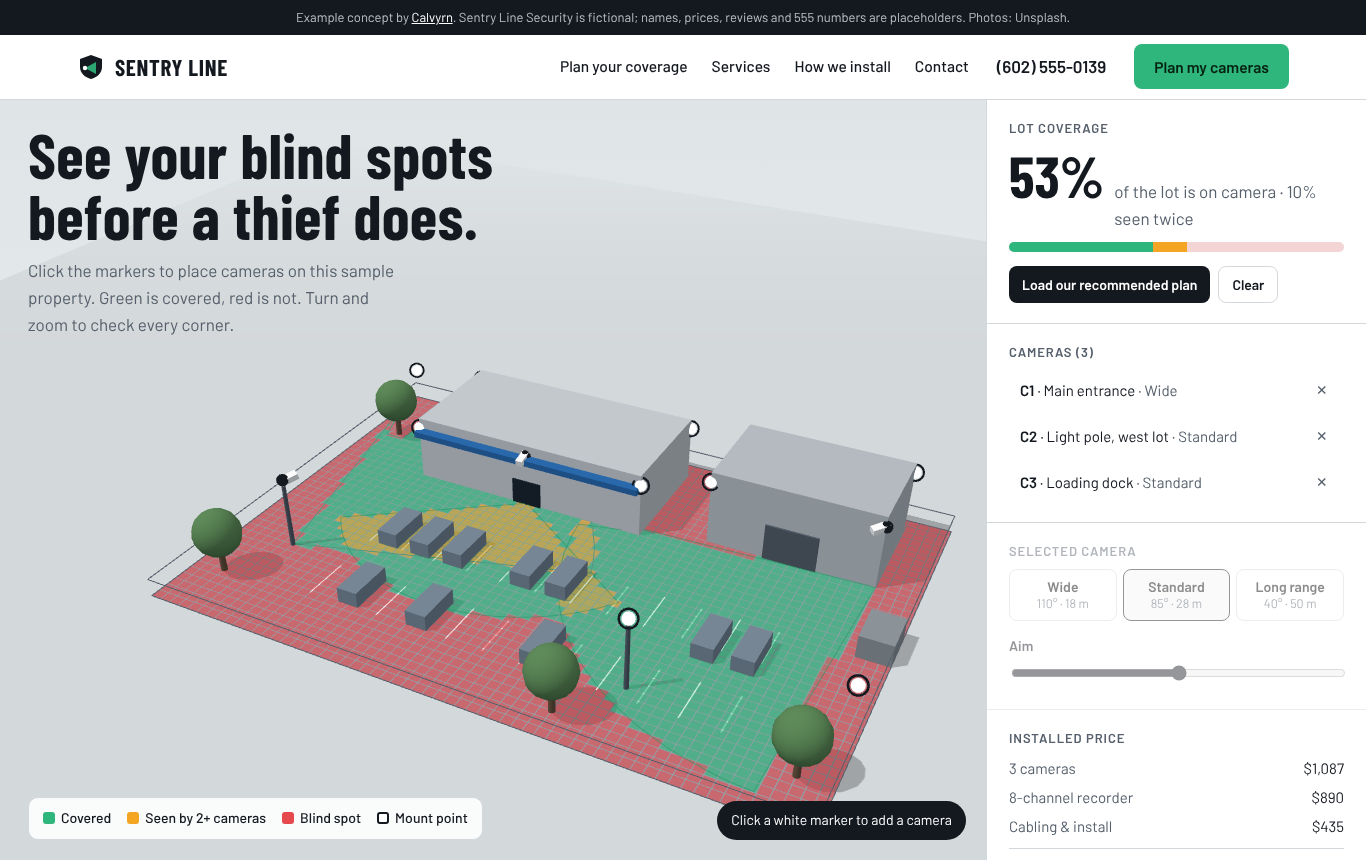 Example concept by Calvyrn. Sentry Line Security is fictional; names, prices, reviews and 555 numbers are placeholders. Photos: Unsplash.
SENTRY LINE
Plan your coverage
Services
How we install
Contact
(602) 555-0139
Plan my cameras
See your blind spots
before a thief does.
Click the markers to place cameras on this sample
property. Green is covered, red is not. Turn and
zoom to check every corner.
Covered
Seen by 2+ cameras
Blind spot
Mount point
Click a white marker to add a camera
LOT COVERAGE
53% of the lot is on camera · 10%
seen twice
Load our recommended plan
Clear
CAMERAS (3)
C1 · Main entrance · Wide ×
C2 · Light pole, west lot · Standard ×
C3 · Loading dock · Standard ×
SELECTED CAMERA
Wide
110° · 18 m
Standard
85° · 28 m
Long range
40° · 50 m
Aim
INSTALLED PRICE
3 cameras $1,087
8-channel recorder $890
Cabling & install $435